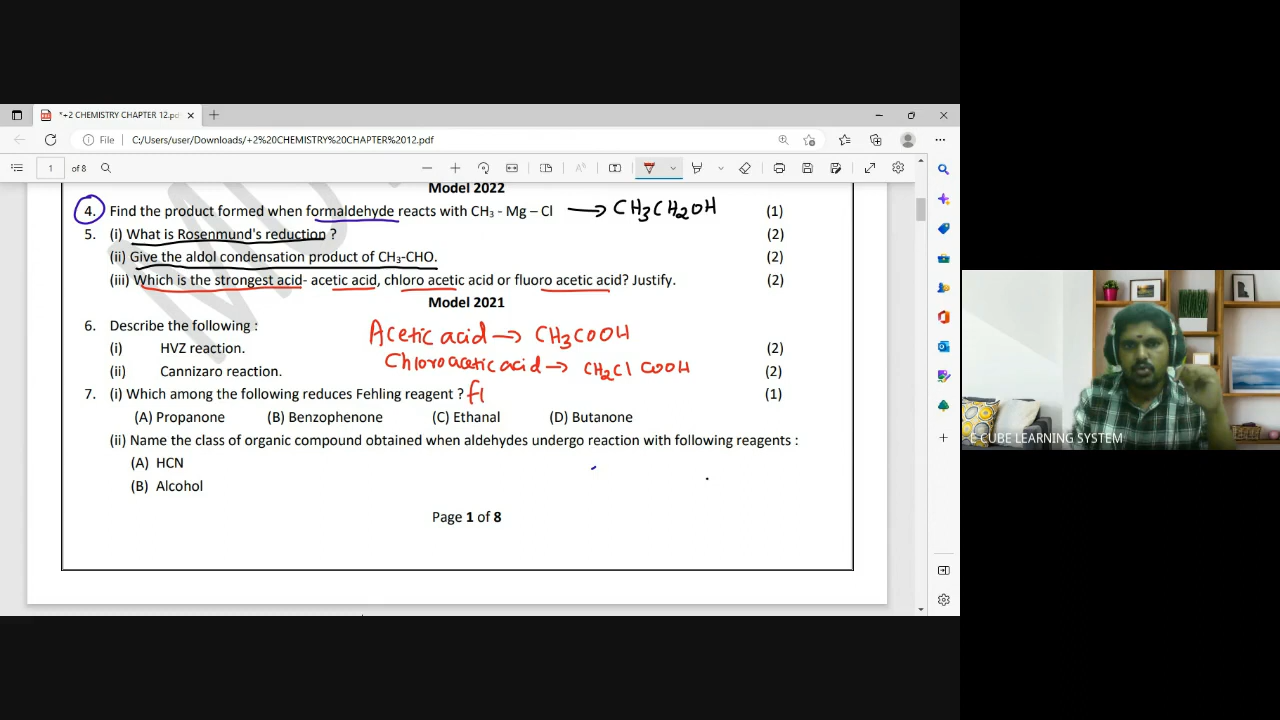 *+2 CHEMISTRY CHAPTER 12.pd
File C:/Users/user/Downloads/+2%20CHEMISTRY%20CHAPTER%2012.pdf
1 of 8
Model 2022
4. Find the product formed when formaldehyde reacts with CH₃ - Mg – Cl → CH₃CH₂OH (1)
5. (i) What is Rosenmund's reduction ? (2)
(ii) Give the aldol condensation product of CH₃-CHO. (2)
(iii) Which is the strongest acid- acetic acid, chloro acetic acid or fluoro acetic acid? Justify. (2)
Model 2021
6. Describe the following :
Acetic acid → CH₃COOH
(i) HVZ reaction. (2)
Chloroacetic acid → CH₂Cl COOH
(ii) Cannizaro reaction. (2)
7. (i) Which among the following reduces Fehling reagent ? fl (1)
(A) Propanone (B) Benzophenone (C) Ethanal (D) Butanone
(ii) Name the class of organic compound obtained when aldehydes undergo reaction with following reagents :
(A) HCN
(B) Alcohol
Page 1 of 8
E CUBE LEARNING SYSTEM